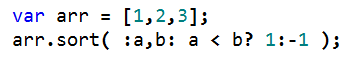 var arr = [1,2,3];
arr.sort( :a,b: a < b? 1:-1 );